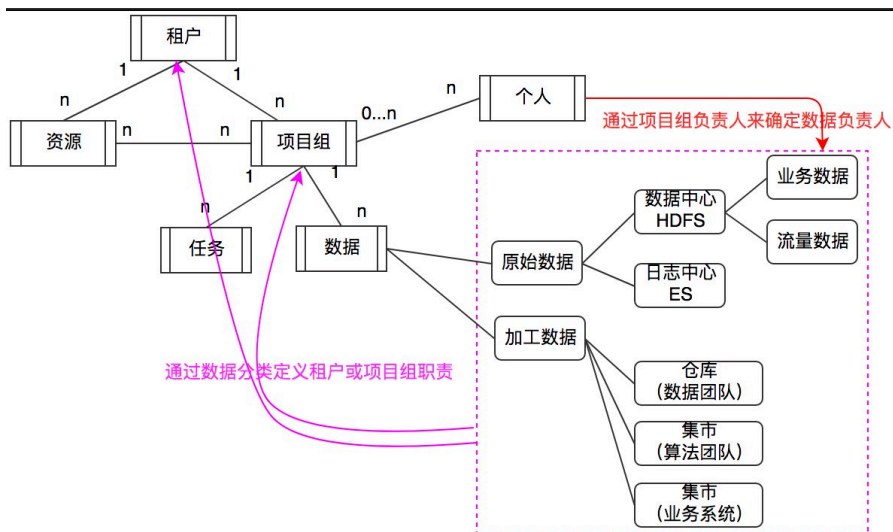 租户
1
1
n
n
0...n
n
个人
通过项目组负责人来确定数据负责人
资源
n
n
项目组
1
1
n
n
任务
数据
业务数据
数据中心
HDFS
流量数据
原始数据
日志中心
ES
加工数据
通过数据分类定义租户或项目组职责
仓库
（数据团队）
集市
（算法团队）
集市
（业务系统）